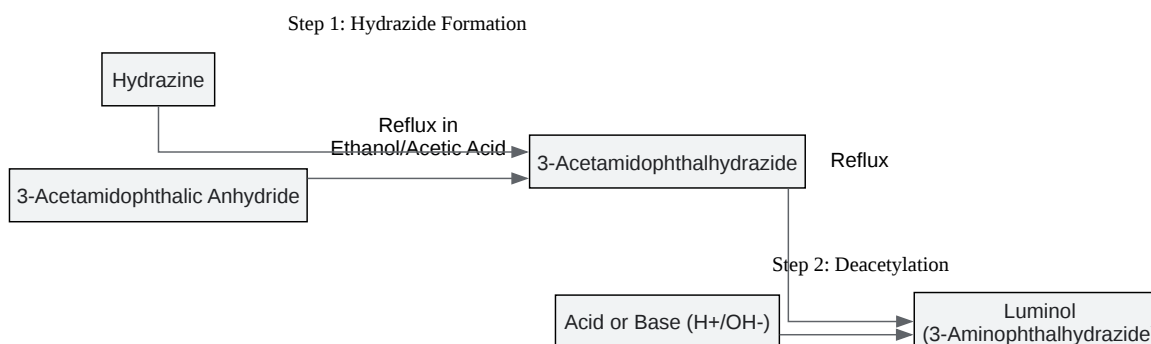 Step 1: Hydrazide Formation
Hydrazine
Reflux in
Ethanol/Acetic Acid
3-Acetamidophthalhydrazide
Reflux
3-Acetamidophthalic Anhydride
Step 2: Deacetylation
Acid or Base (H+/OH-)
Luminol
(3-Aminophthalhydrazide